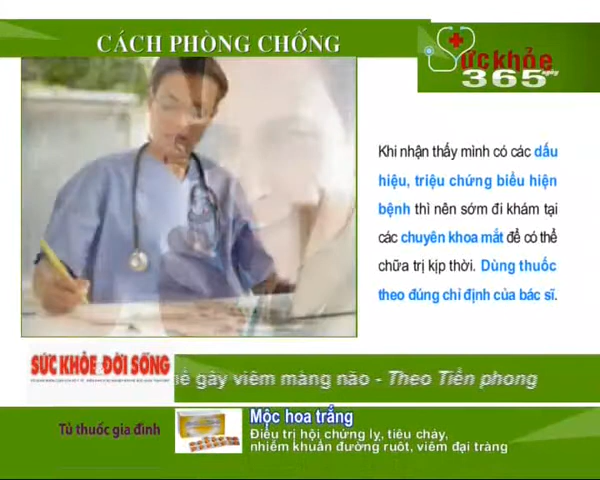 CÁCH PHÒNG CHỐNG
Sức khỏe
365 ngày
Khi nhận thấy mình có các dấu
hiệu, triệu chứng biểu hiện
bệnh thì nên sớm đi khám tại
các chuyên khoa mắt để có thể
chữa trị kịp thời. Dùng thuốc
theo đúng chỉ định của bác sĩ.
SỨC KHỎE ĐỜI SỐNG
gây viêm màng não - Theo Tiền phong
Tủ thuốc gia đình
Mộc hoa trắng
Điều trị hội chứng lỵ, tiêu chảy,
nhiễm khuẩn đường ruột, viêm đại tràng